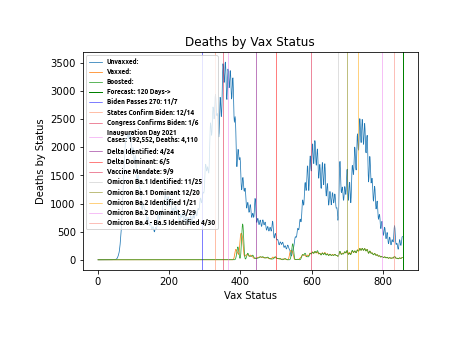 Deaths by Vax Status
Deaths by Status
3500
3000
2500
2000
1500
1000
500
0
Unvaxxed:
Vaxxed:
Boosted:
Forecast: 120 Days->
Biden Passes 270: 11/7
States Confirm Biden: 12/14
Congress Confirms Biden: 1/6
Inauguration Day 2021
Cases: 192,552, Deaths: 4,110
Delta Identified: 4/24
Delta Dominant: 6/5
Vaccine Mandate: 9/9
Omicron Ba.1 Identified: 11/25
Omicron Ba.1 Dominant 12/20
Omicron Ba.2 Identified 1/21
Omicron Ba.2 Dominant 3/29
Omicron Ba.4 - Ba.5 Identified 4/30
0 200 400 600 800
Vax Status